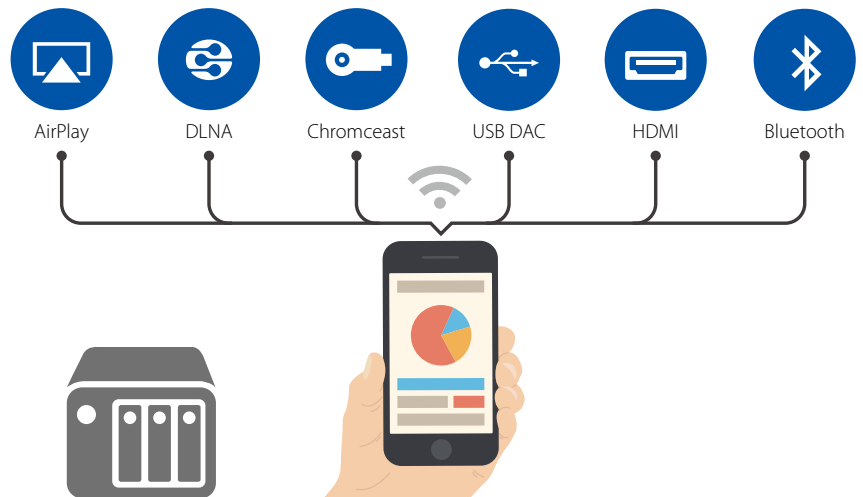 AirPlay
DLNA
Chromceast
USB DAC
HDMI
Bluetooth